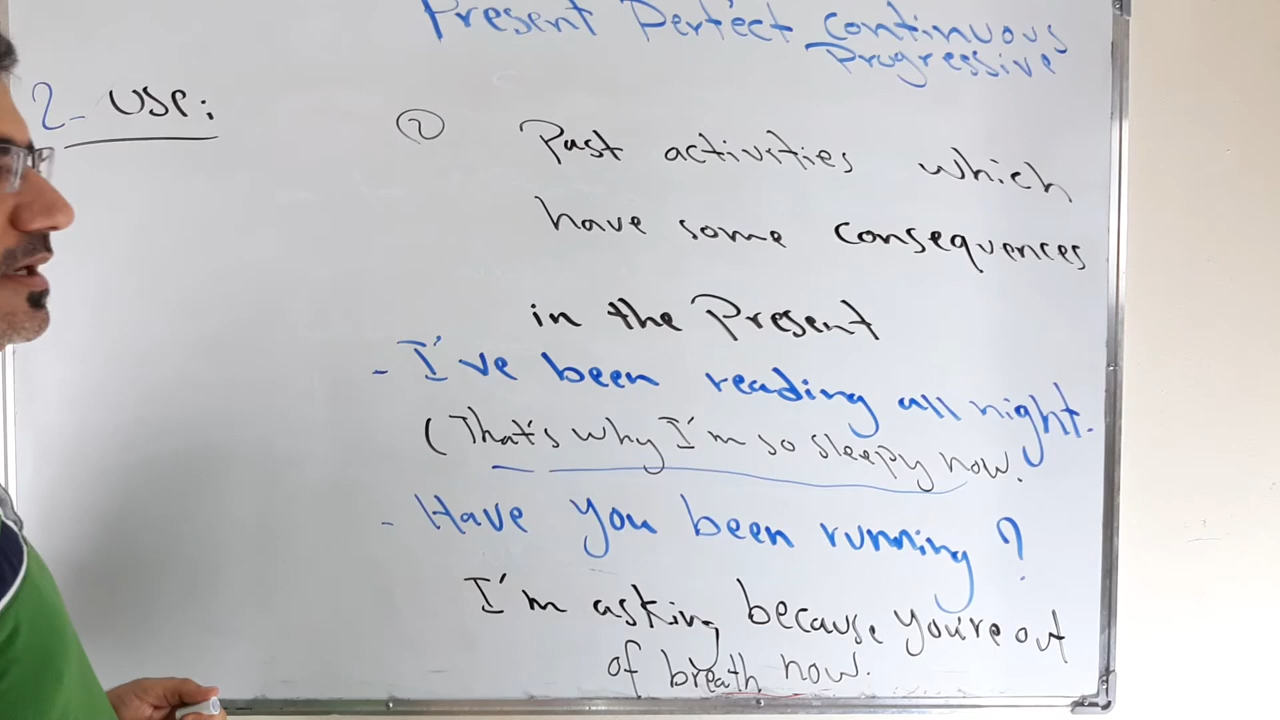 Present Perfect continuous
Progressive
2- Use:
② Past activities which
have some consequences
in the Present
- I've been reading all night.
(That's why I'm so sleepy now.
- Have you been running?
I'm asking because you're out
of breath now.